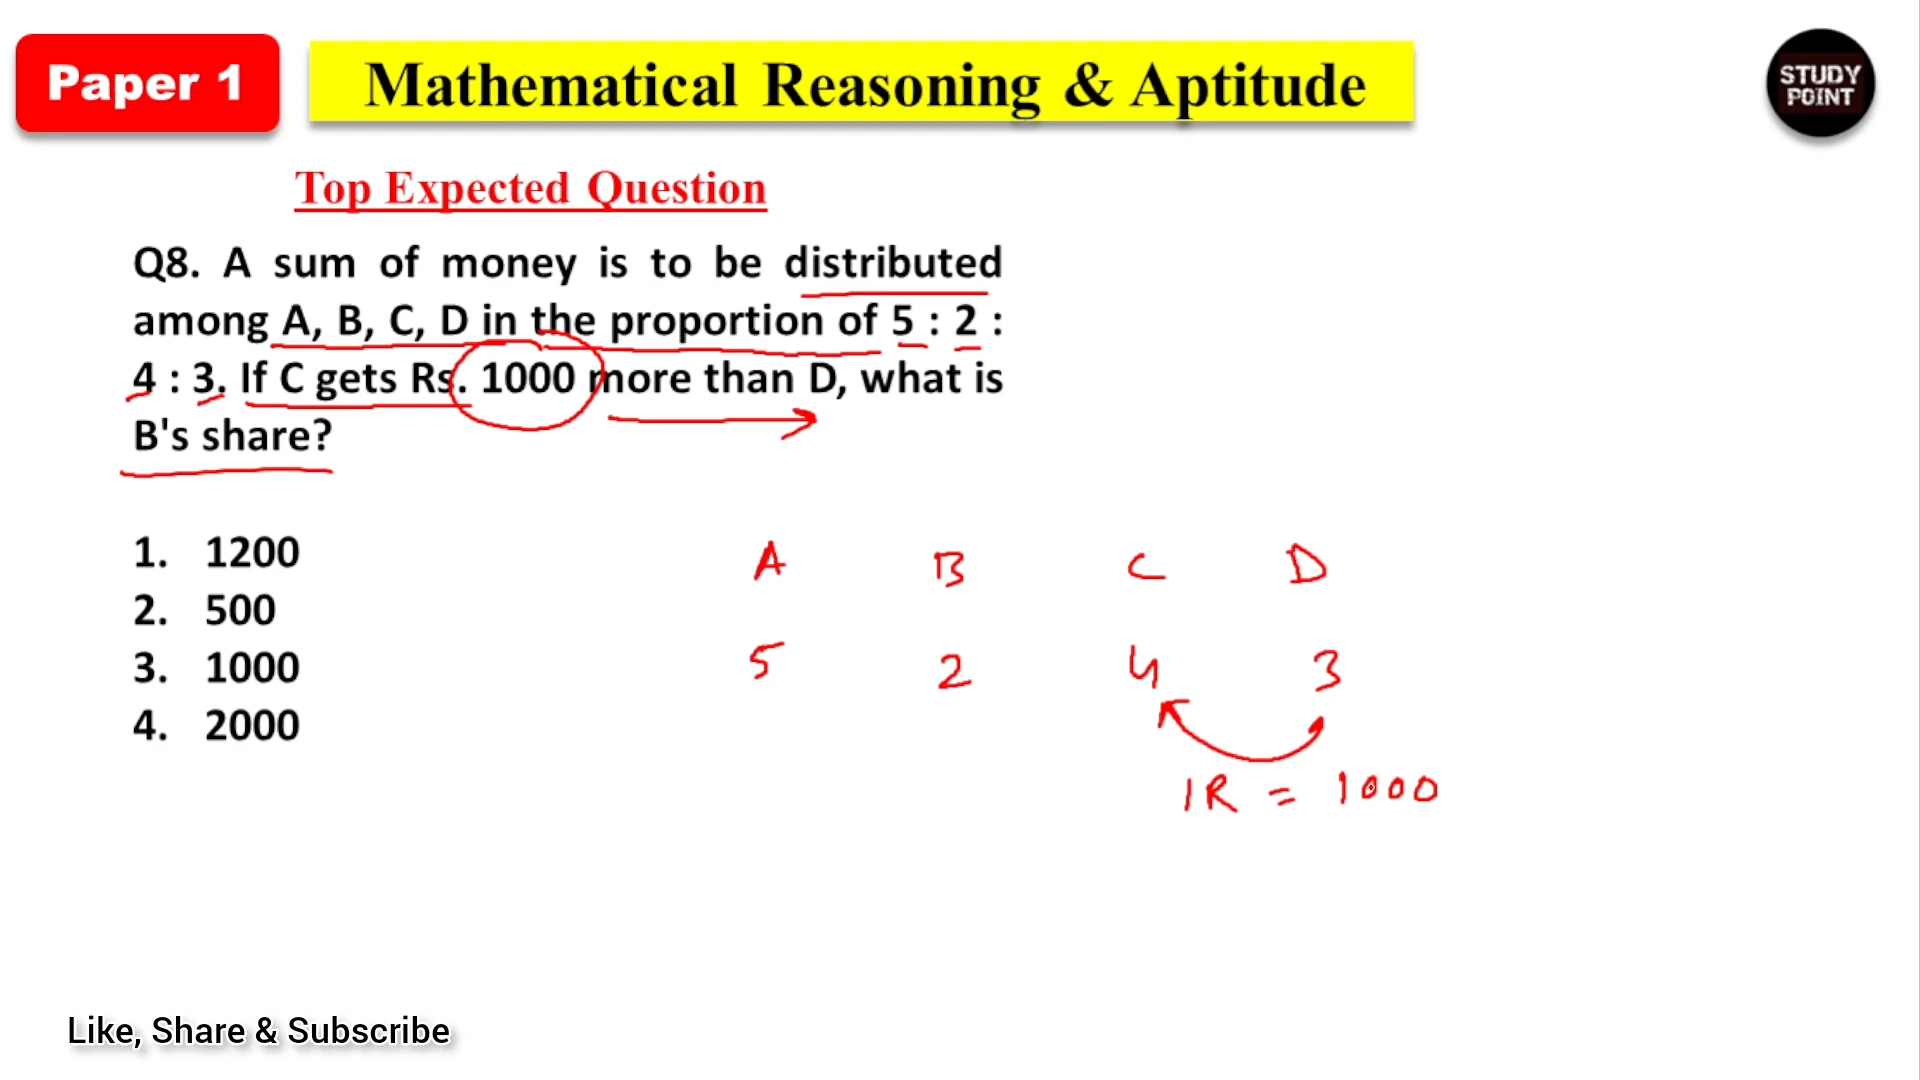 Paper 1
Mathematical Reasoning & Aptitude
STUDY
POINT
Top Expected Question
Q8. A sum of money is to be distributed
among A, B, C, D in the proportion of 5 : 2 :
4 : 3. If C gets Rs. 1000 more than D, what is
B's share?
1. 1200
2. 500
3. 1000
4. 2000
A B C D
5 2 4 3
1R = 1000
Like, Share & Subscribe